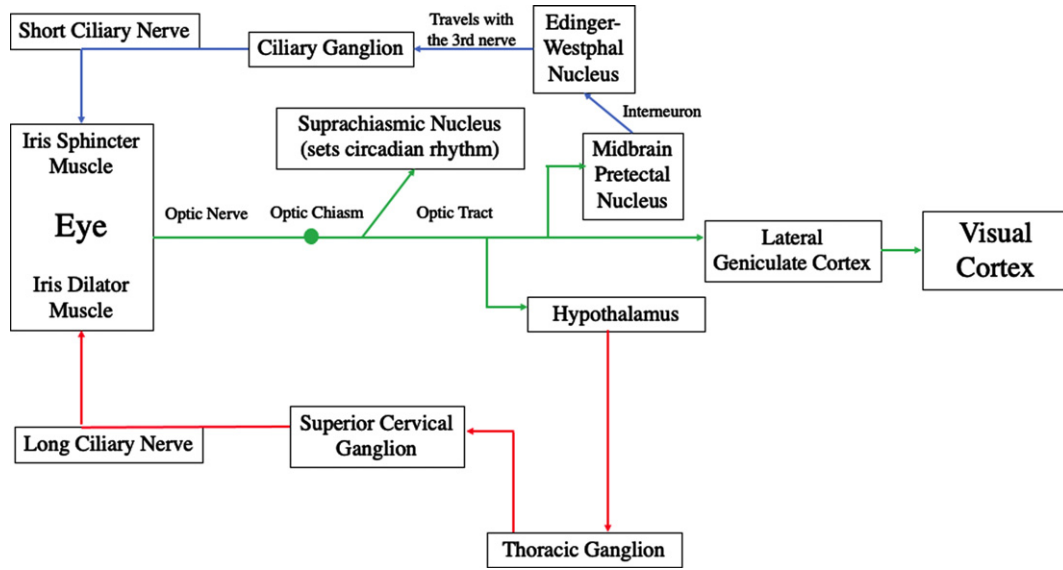 Short Ciliary Nerve
Ciliary Ganglion
Travels with
the 3rd nerve
Edinger-
Westphal
Nucleus
Interneuron
Iris Sphincter
Muscle
Eye
Iris Dilator
Muscle
Suprachiasmic Nucleus
(sets circadian rhythm)
Midbrain
Pretectal
Nucleus
Optic Nerve
Optic Chiasm
Optic Tract
Lateral
Geniculate Cortex
Visual
Cortex
Hypothalamus
Superior Cervical
Ganglion
Long Ciliary Nerve
Thoracic Ganglion